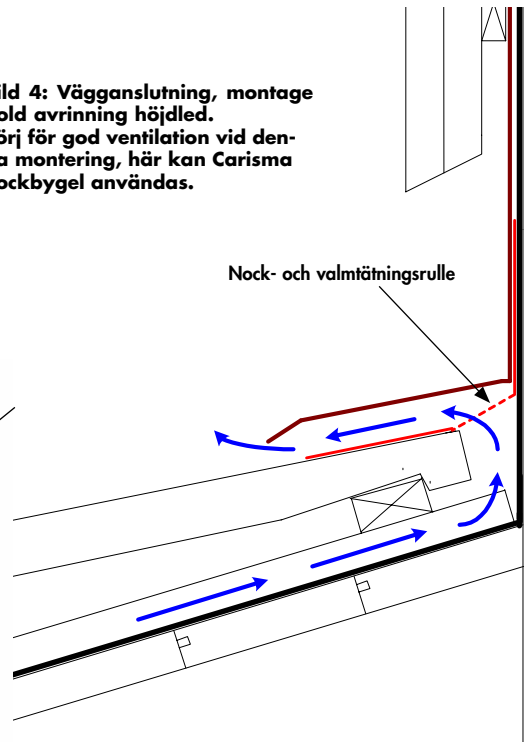 ild 4: Vägganslutning, montage
old avrinning höjdled.
örj för god ventilation vid den-
a montering, här kan Carisma
ockbygel användas.
Nock- och valmtätningsrulle